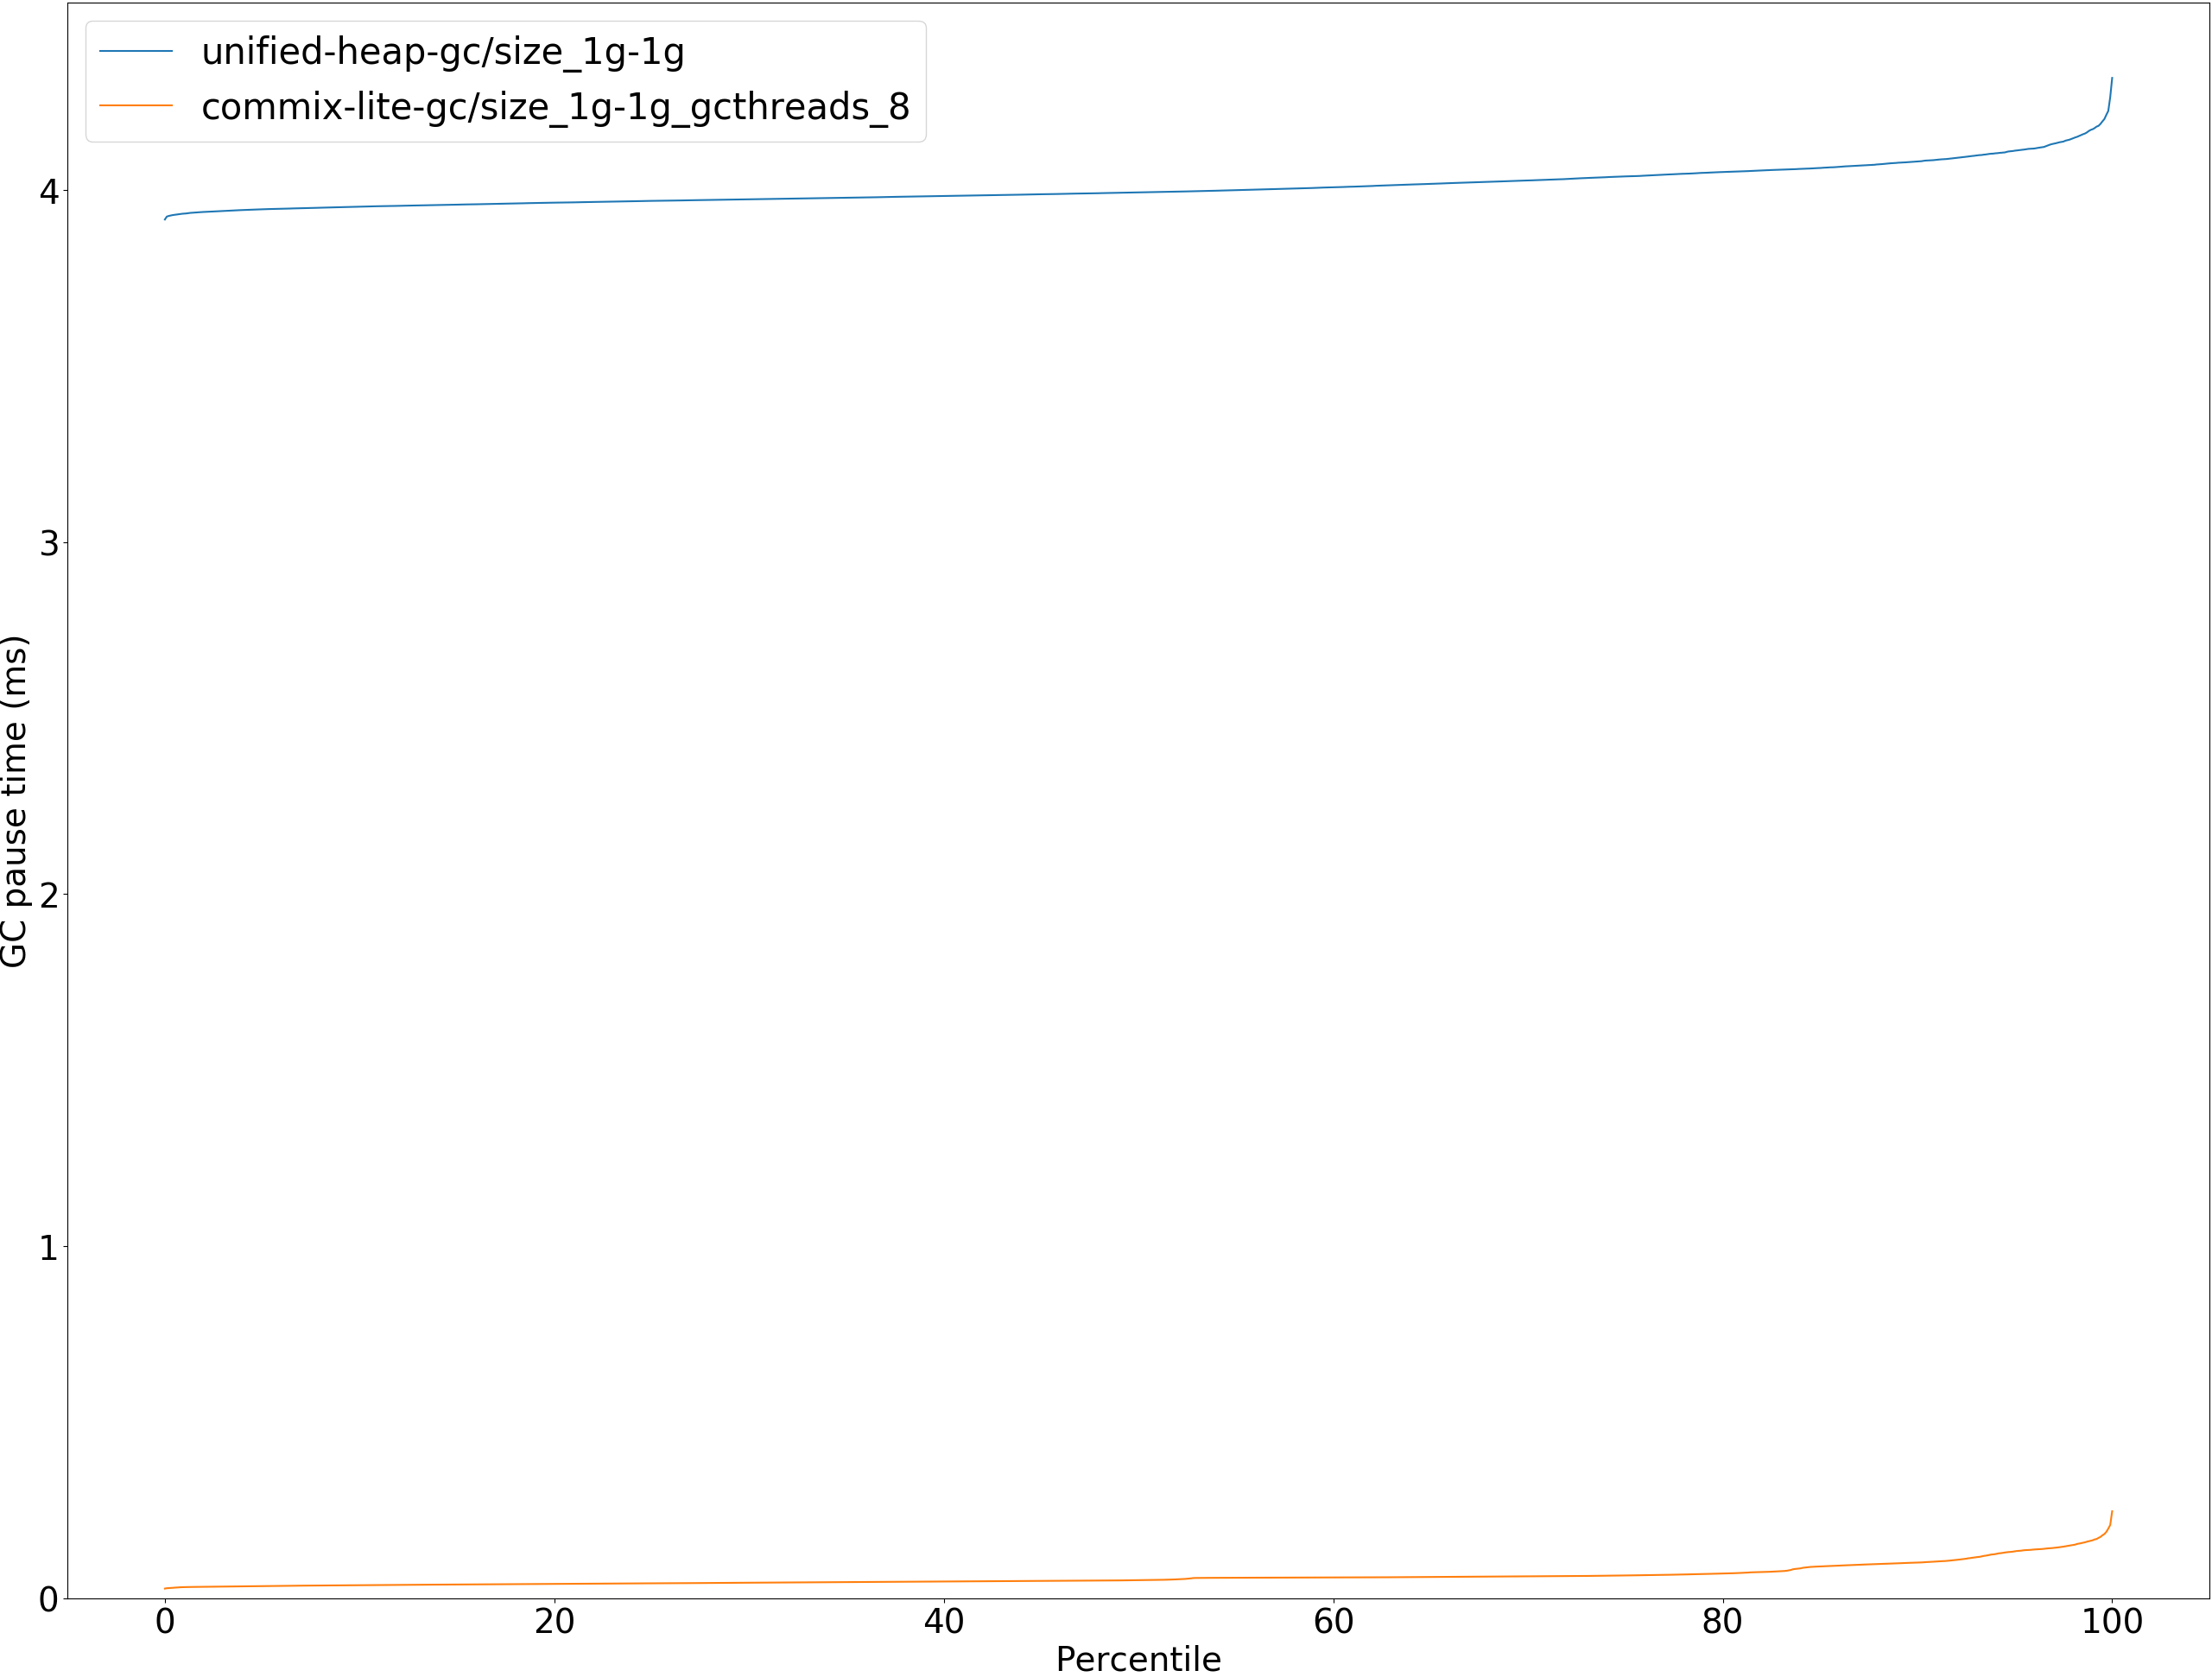 unified-heap-gc/size_1g-1g
commix-lite-gc/size_1g-1g_gcthreads_8
4
3
2
1
0
GC pause time (ms)
0 20 40 60 80 100
Percentile